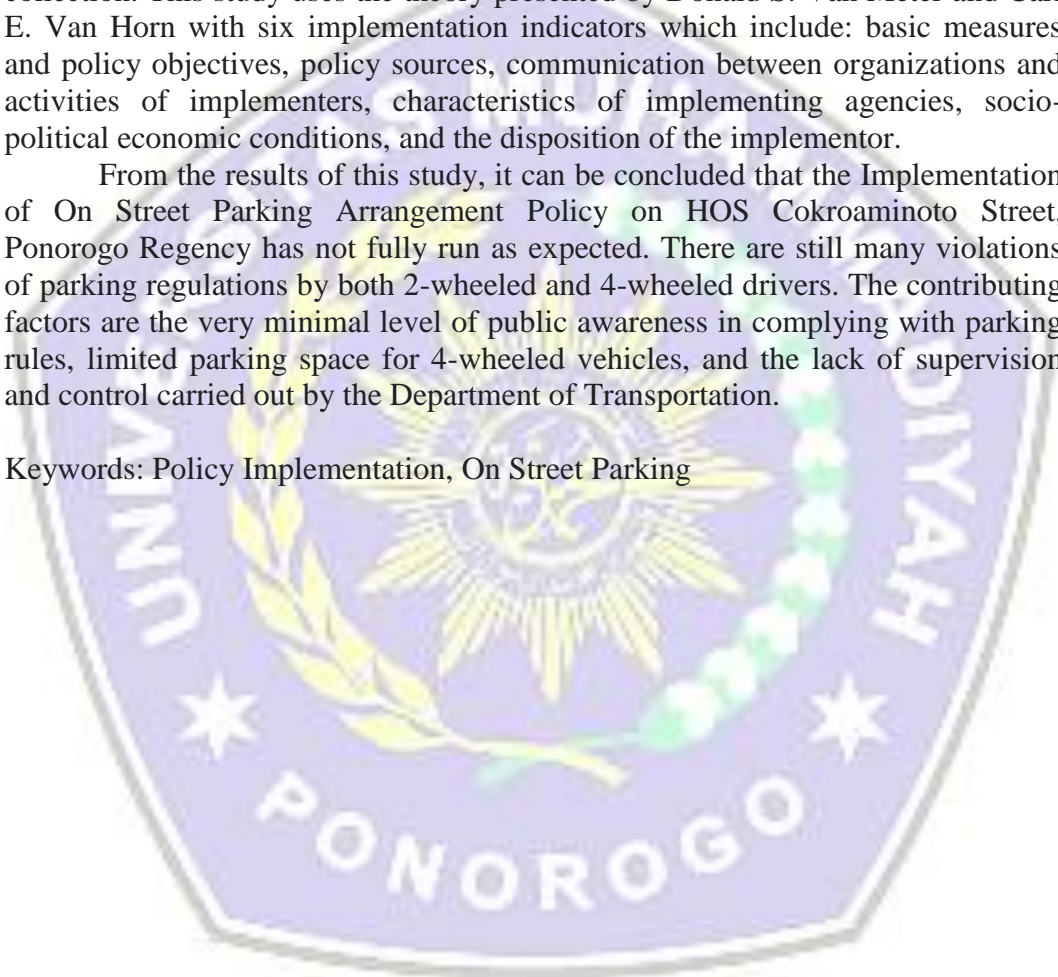 collection. This study uses the theory presented by Donald S. Van Meter and Carl
E. Van Horn with six implementation indicators which include: basic measures
and policy objectives, policy sources, communication between organizations and
activities of implementers, characteristics of implementing agencies, socio-
political economic conditions, and the disposition of the implementor.
From the results of this study, it can be concluded that the Implementation
of On Street Parking Arrangement Policy on HOS Cokroaminoto Street,
Ponorogo Regency has not fully run as expected. There are still many violations
of parking regulations by both 2-wheeled and 4-wheeled drivers. The contributing
factors are the very minimal level of public awareness in complying with parking
rules, limited parking space for 4-wheeled vehicles, and the lack of supervision
and control carried out by the Department of Transportation.
Keywords: Policy Implementation, On Street Parking
UNIVERSITAS MUHAMMADIYAH
PONOROGO